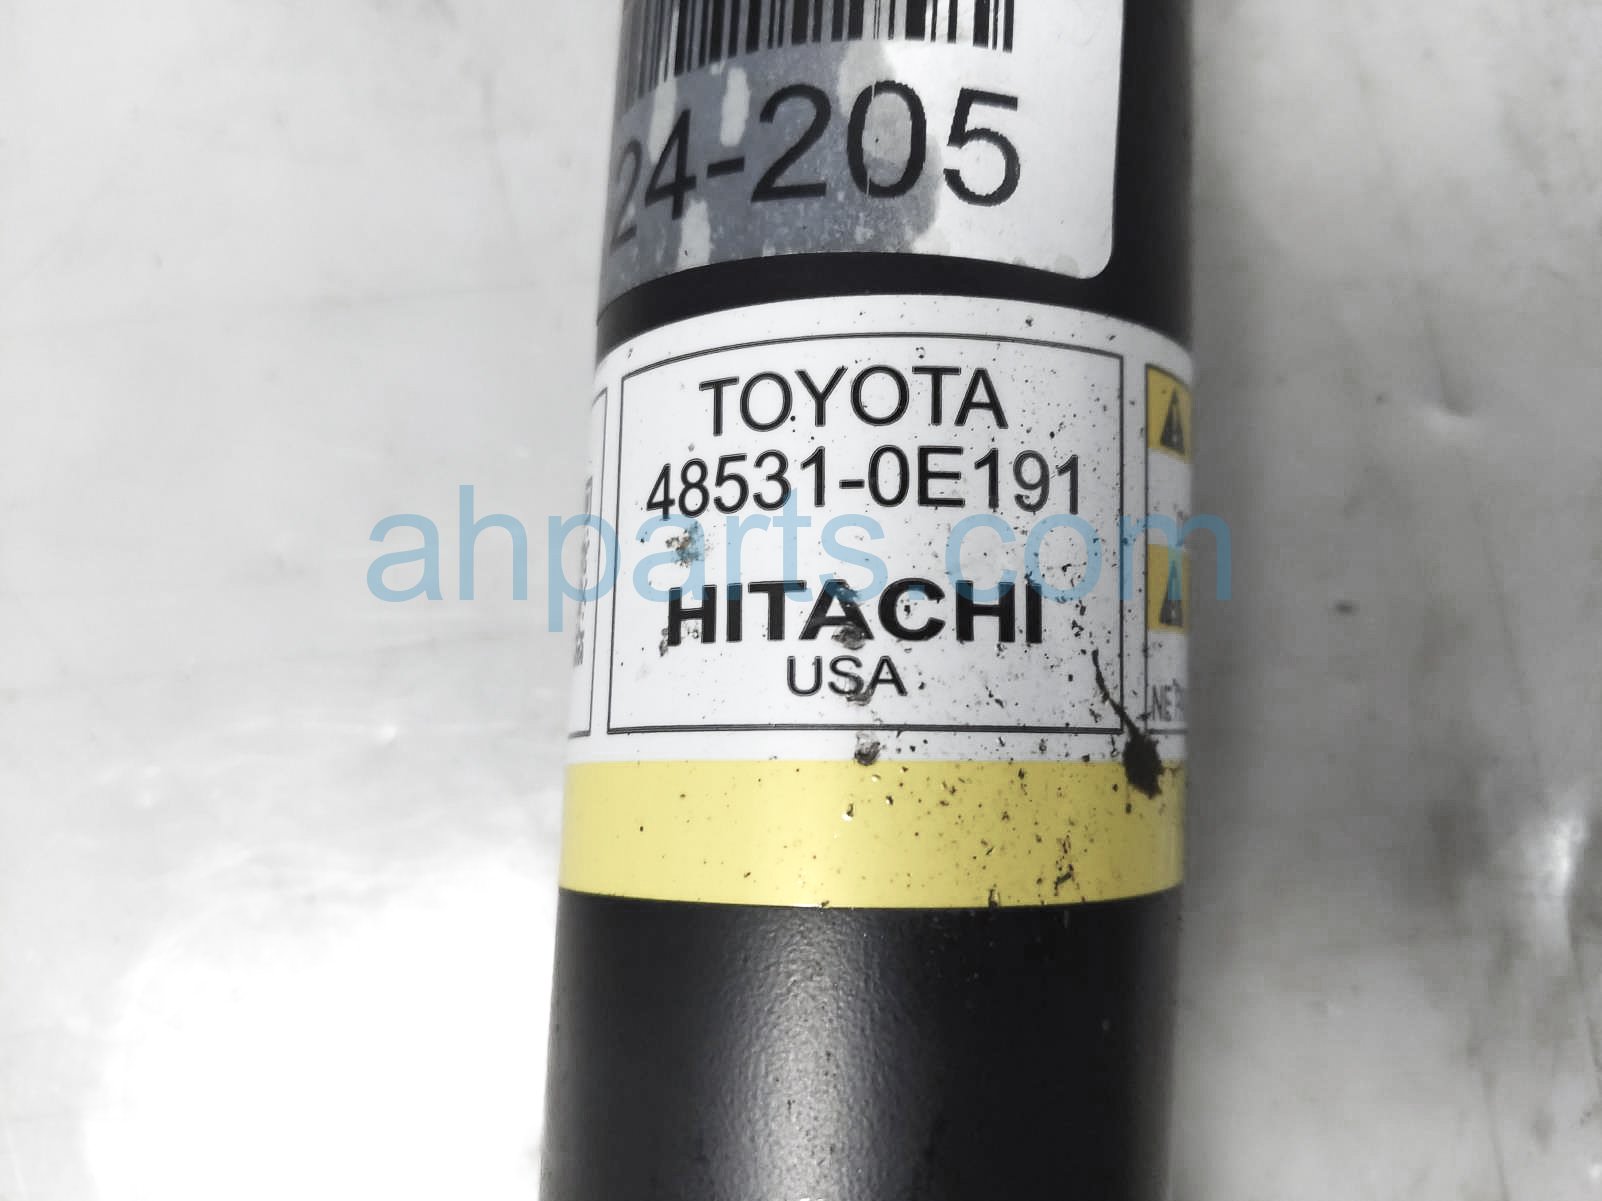 24-205
TOYOTA
48531-0E191
ahparts.com
HITACHI
USA